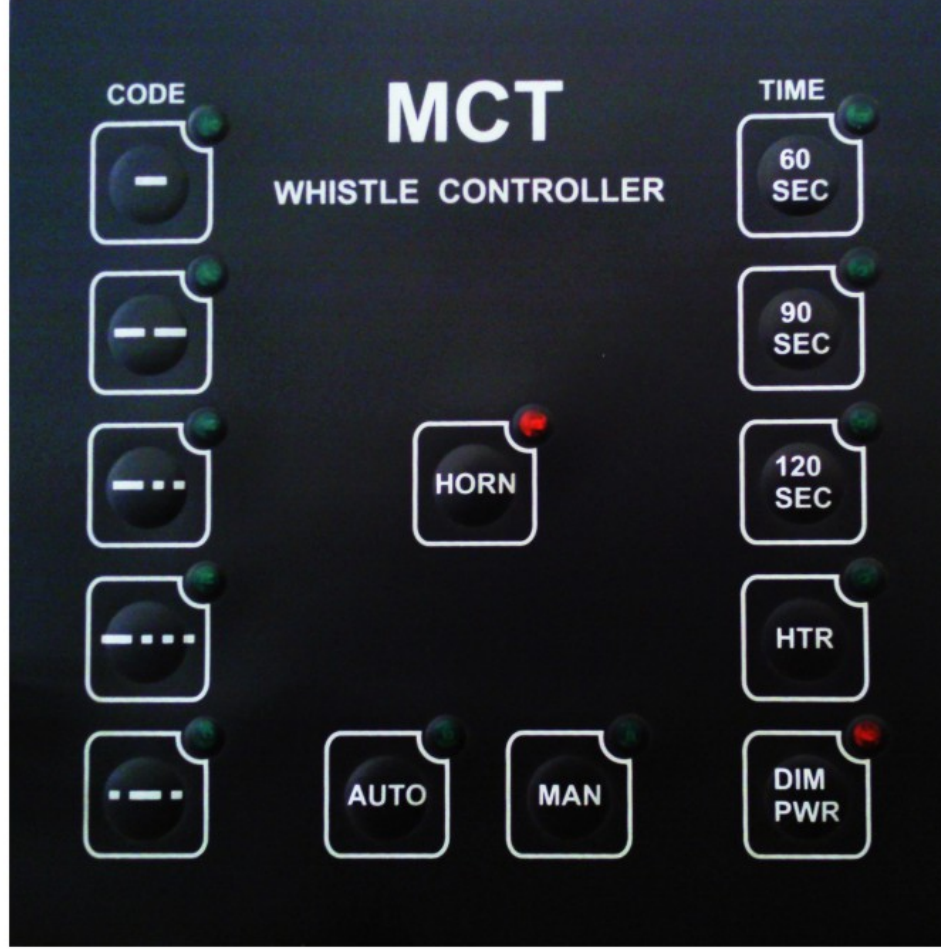 CODE
MCT
TIME
WHISTLE CONTROLLER
60
SEC
90
SEC
HORN
120
SEC
HTR
AUTO
MAN
DIM
PWR